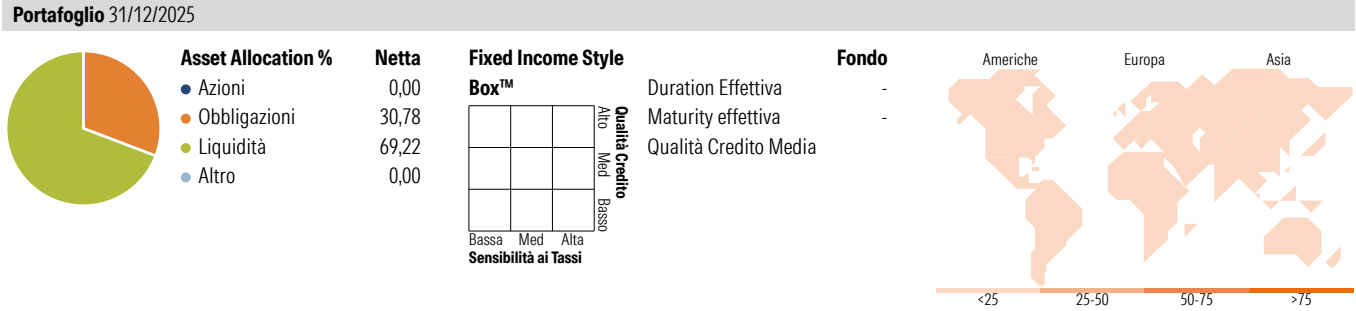 Portafoglio 31/12/2025
Asset Allocation % Netta
Azioni 0,00
Obbligazioni 30,78
Liquidità 69,22
Altro 0,00
Fixed Income Style
Box™
Alto
Med
Basso
Qualità Credito
Bassa Med Alta
Sensibilità ai Tassi
Fondo
Duration Effettiva -
Maturity effettiva -
Qualità Credito Media
Americhe Europa Asia
<25 25-50 50-75 >75